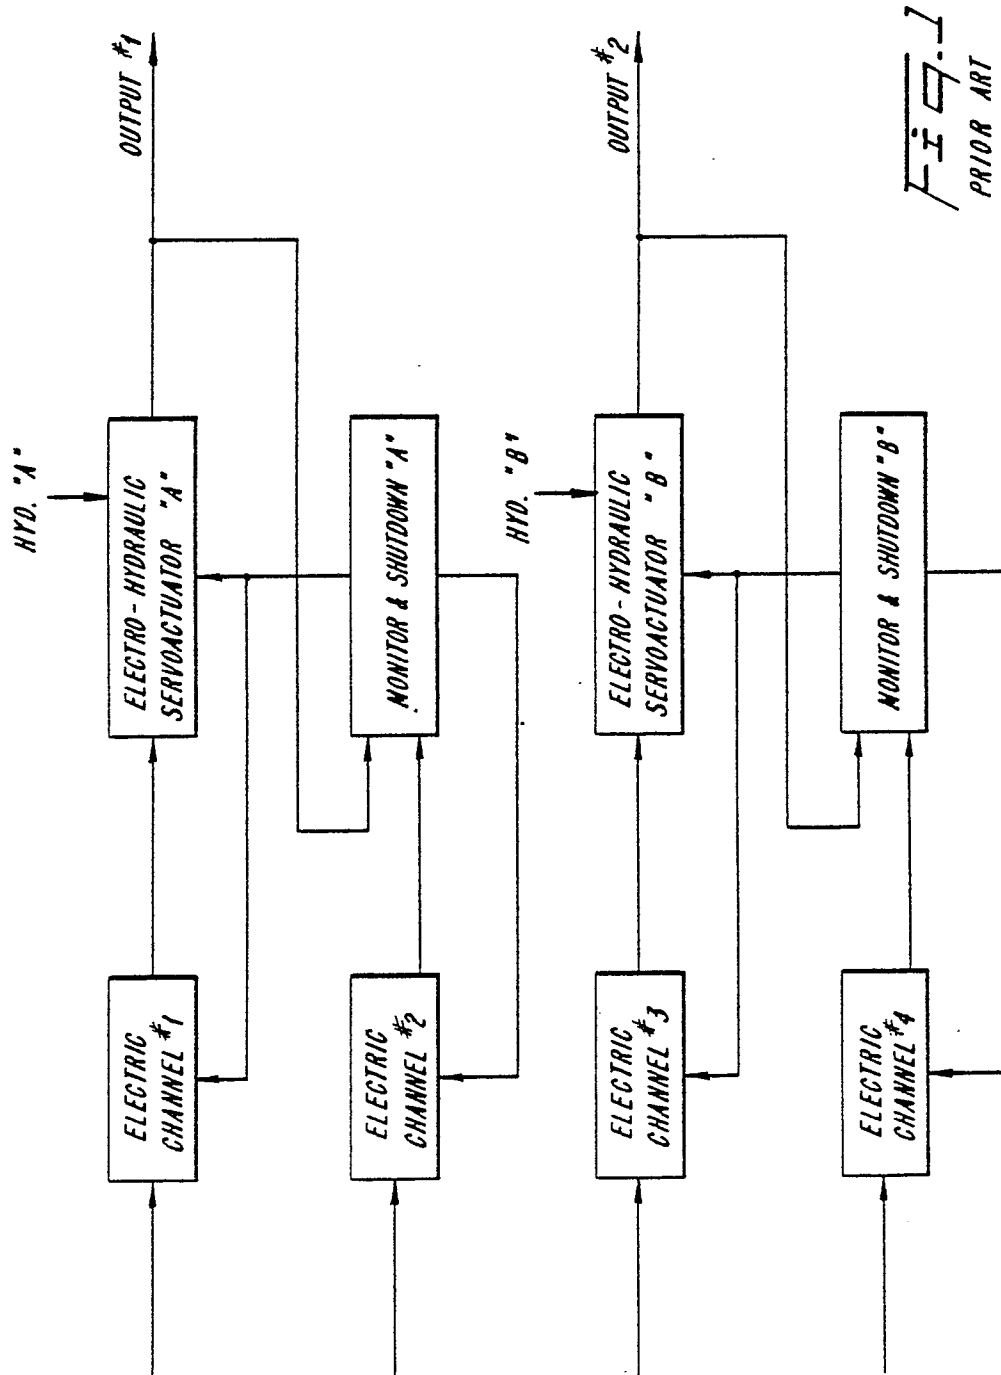 HYD. "A"
OUTPUT #1
ELECTRIC
CHANNEL #1
ELECTRO-HYDRAULIC
SERVOACTUATOR "A"
ELECTRIC
CHANNEL #2
MONITOR & SHUTDOWN "A"
HYD. "B"
OUTPUT #2
ELECTRIC
CHANNEL #3
ELECTRO-HYDRAULIC
SERVOACTUATOR "B"
ELECTRIC
CHANNEL #4
MONITOR & SHUTDOWN "B"
Fig. 1
PRIOR ART